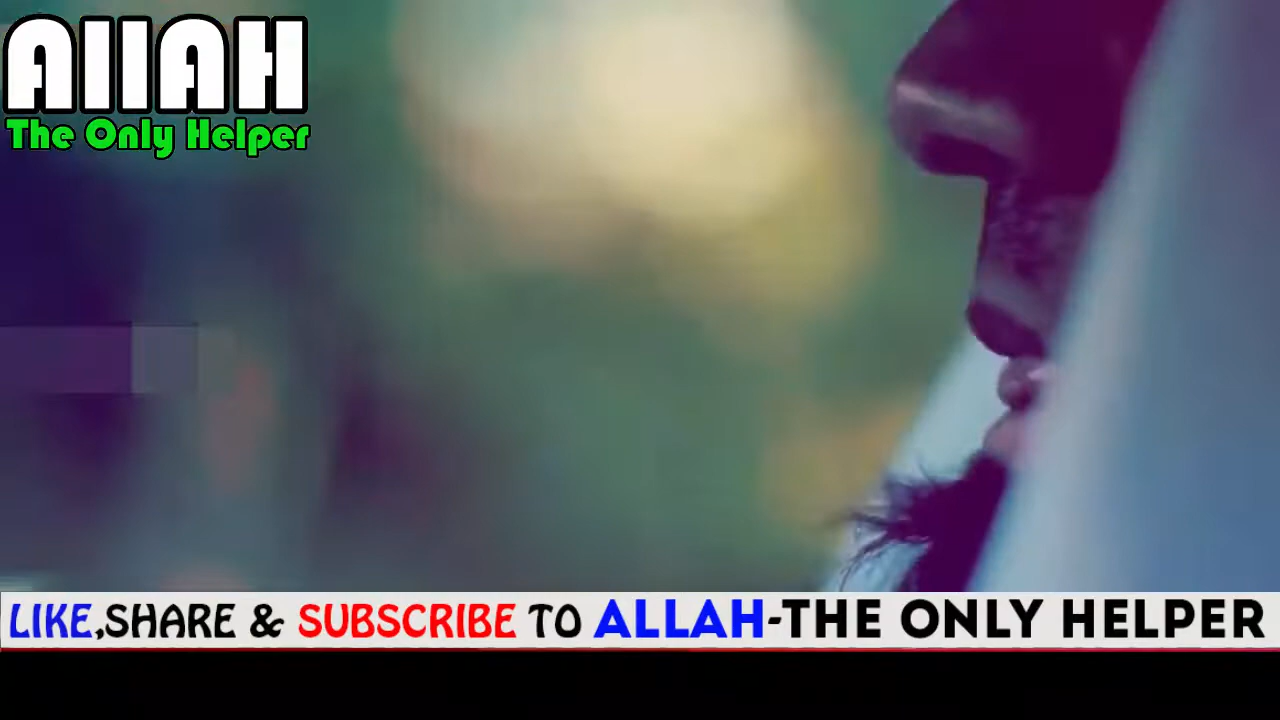 AllAH
The Only Helper
LIKE,SHARE & SUBSCRIBE TO ALLAH-THE ONLY HELPER